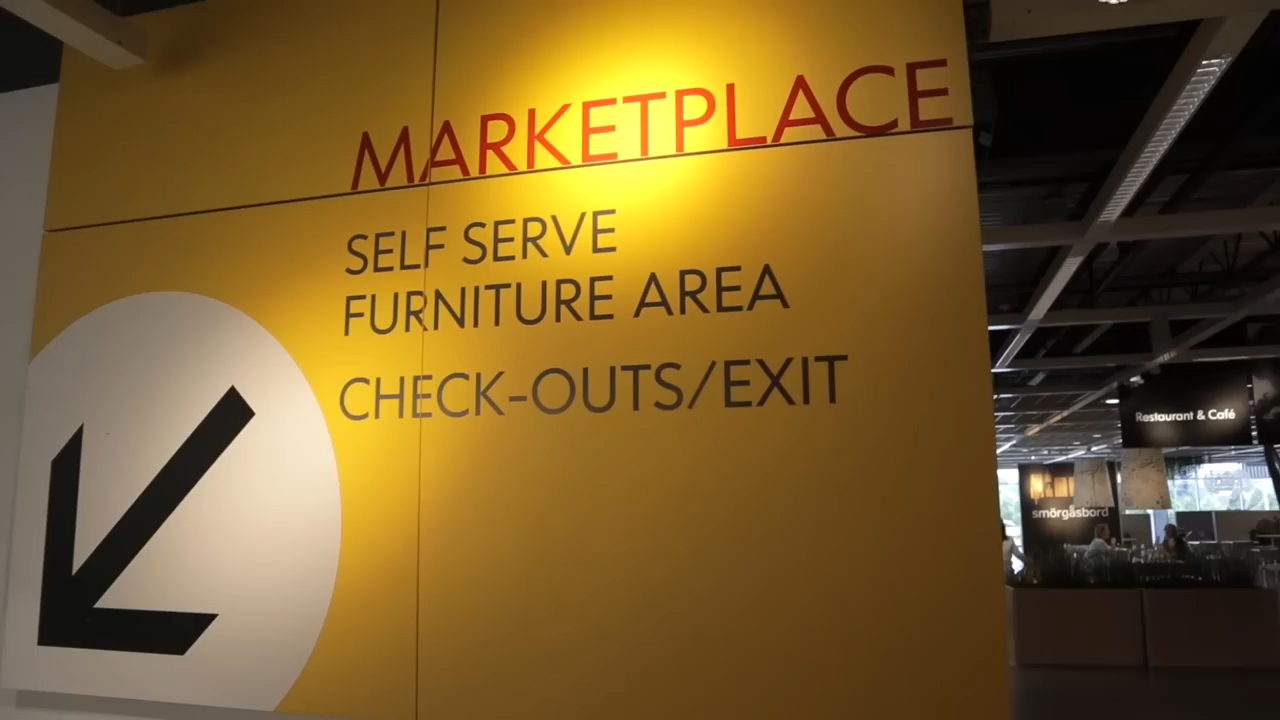 MARKETPLACE
SELF SERVE
FURNITURE AREA
CHECK-OUTS/EXIT
Restaurant & Café
smörgåsbord